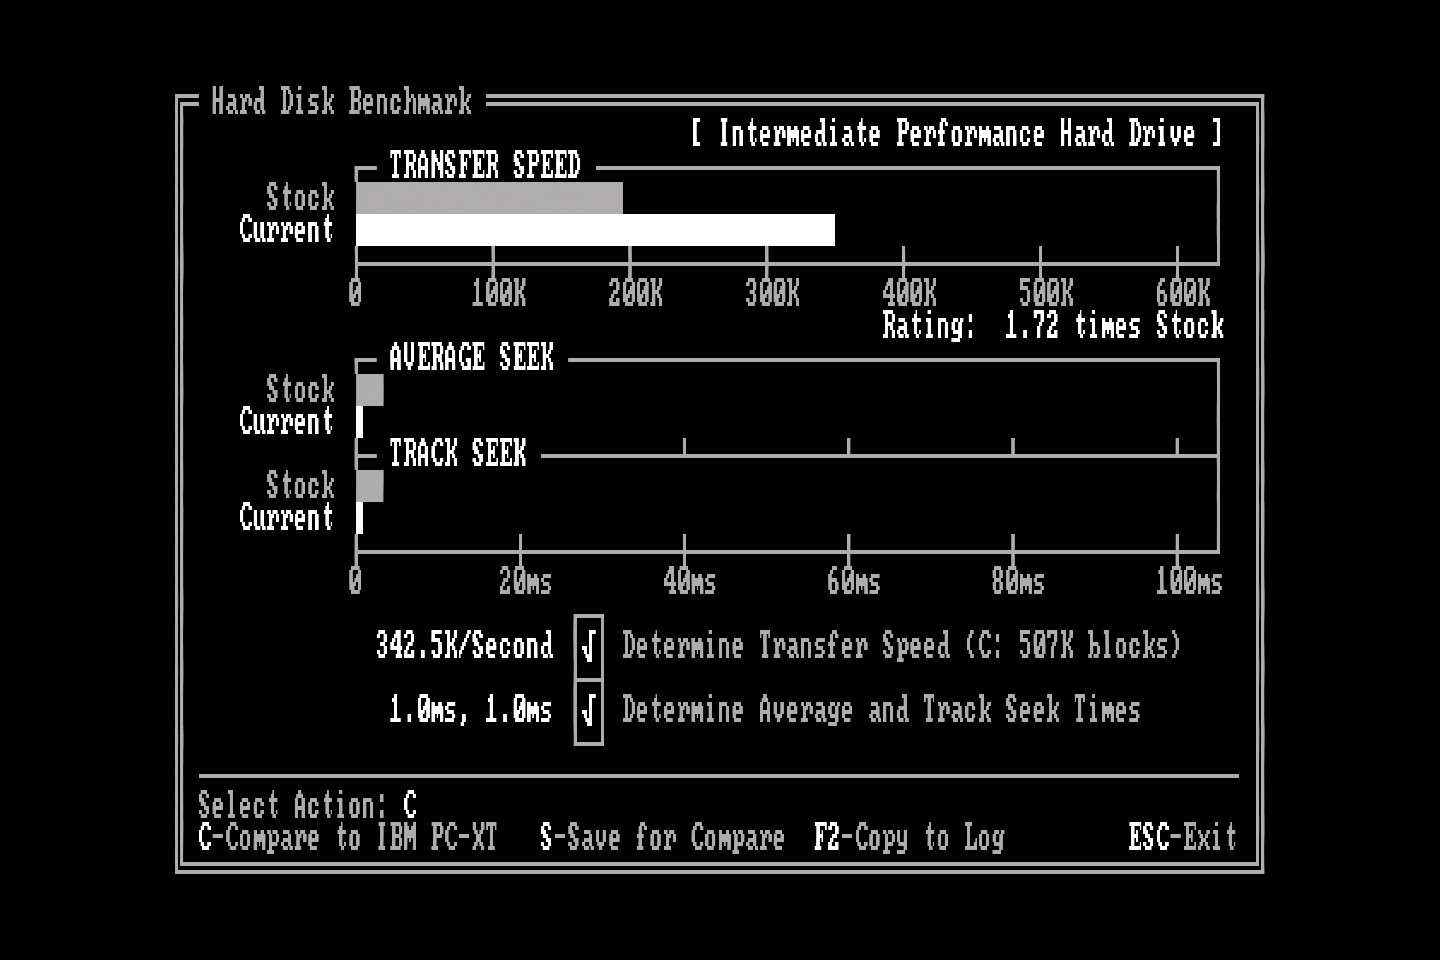 Hard Disk Benchmark
[ Intermediate Performance Hard Drive ]
TRANSFER SPEED
Stock
Current
0 100K 200K 300K 400K 500K 600K
Rating: 1.72 times Stock
AVERAGE SEEK
Stock
Current
TRACK SEEK
Stock
Current
0 20ms 40ms 60ms 80ms 100ms
342.5K/Second √ Determine Transfer Speed (C: 507K blocks)
1.0ms, 1.0ms √ Determine Average and Track Seek Times
Select Action: C
C-Compare to IBM PC-XT S-Save for Compare F2-Copy to Log ESC-Exit